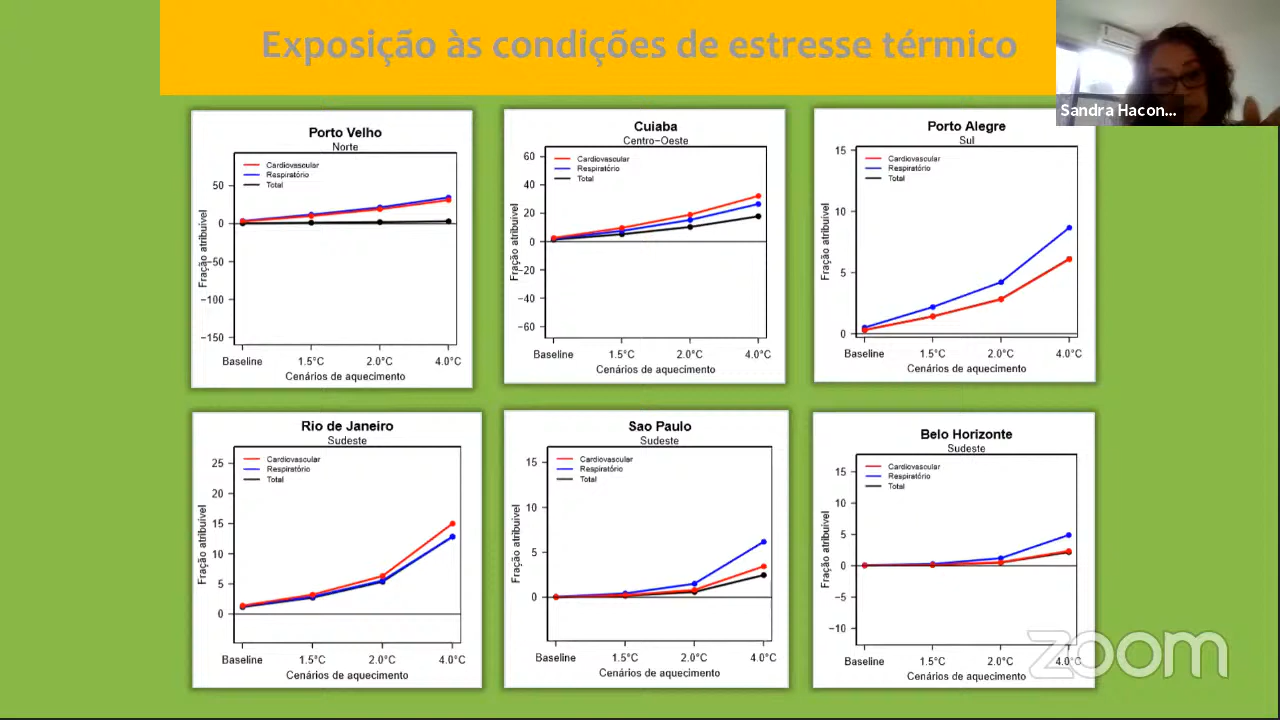 Exposição às condições de estresse térmico
Sandra Hacon...
Porto Velho
Norte
Cardiovascular
Respiratório
Total
50
0
−50
−100
−150
Fração atribuível
Baseline 1.5°C 2.0°C 4.0°C
Cenários de aquecimento
Cuiaba
Centro−Oeste
Cardiovascular
Respiratório
Total
60
40
20
0
−20
−40
−60
Fração atribuível
Baseline 1.5°C 2.0°C 4.0°C
Cenários de aquecimento
Porto Alegre
Sul
Cardiovascular
Respiratório
Total
15
10
5
0
Fração atribuível
Baseline 1.5°C 2.0°C 4.0°C
Cenários de aquecimento
Rio de Janeiro
Sudeste
Cardiovascular
Respiratório
Total
25
20
15
10
5
0
Fração atribuível
Baseline 1.5°C 2.0°C 4.0°C
Cenários de aquecimento
Sao Paulo
Sudeste
Cardiovascular
Respiratório
Total
15
10
5
0
Fração atribuível
Baseline 1.5°C 2.0°C 4.0°C
Cenários de aquecimento
Belo Horizonte
Sudeste
Cardiovascular
Respiratório
Total
15
10
5
0
−5
−10
Fração atribuível
Baseline 1.5°C 2.0°C 4.0°C
Cenários de aquecimento
zoom